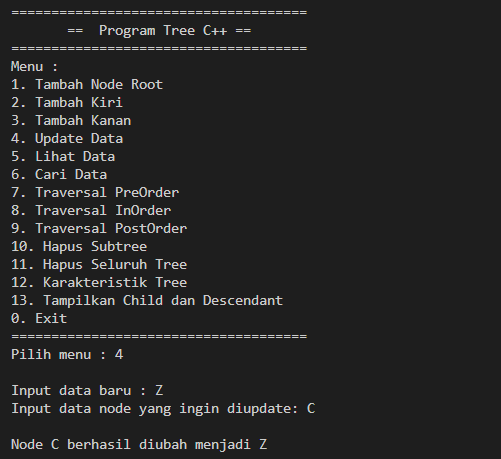 =====================================
== Program Tree C++ ==
=====================================
Menu :
1. Tambah Node Root
2. Tambah Kiri
3. Tambah Kanan
4. Update Data
5. Lihat Data
6. Cari Data
7. Traversal PreOrder
8. Traversal InOrder
9. Traversal PostOrder
10. Hapus Subtree
11. Hapus Seluruh Tree
12. Karakteristik Tree
13. Tampilkan Child dan Descendant
0. Exit
=====================================
Pilih menu : 4
Input data baru : Z
Input data node yang ingin diupdate: C
Node C berhasil diubah menjadi Z